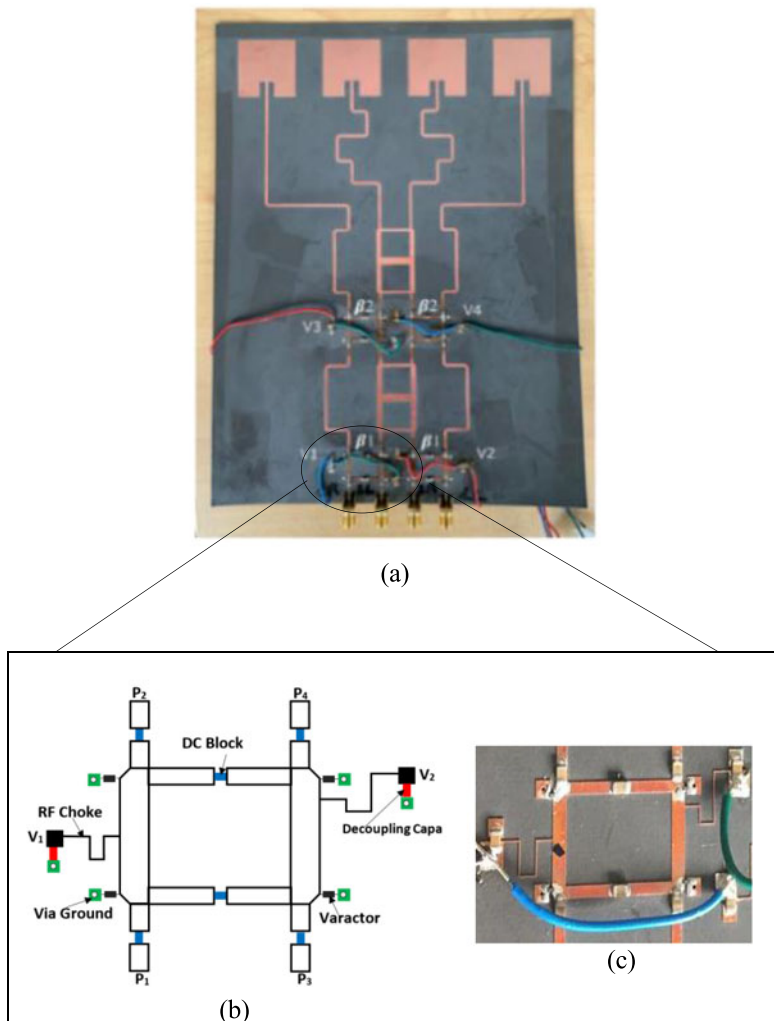 β2 β2
V3 V4
β1 β1
V1 V2
(a)
P₂ P₄
DC Block
V₂
RF Choke
Decoupling Capa
V₁
Via Ground
Varactor
P₁ P₃
(b)
(c)